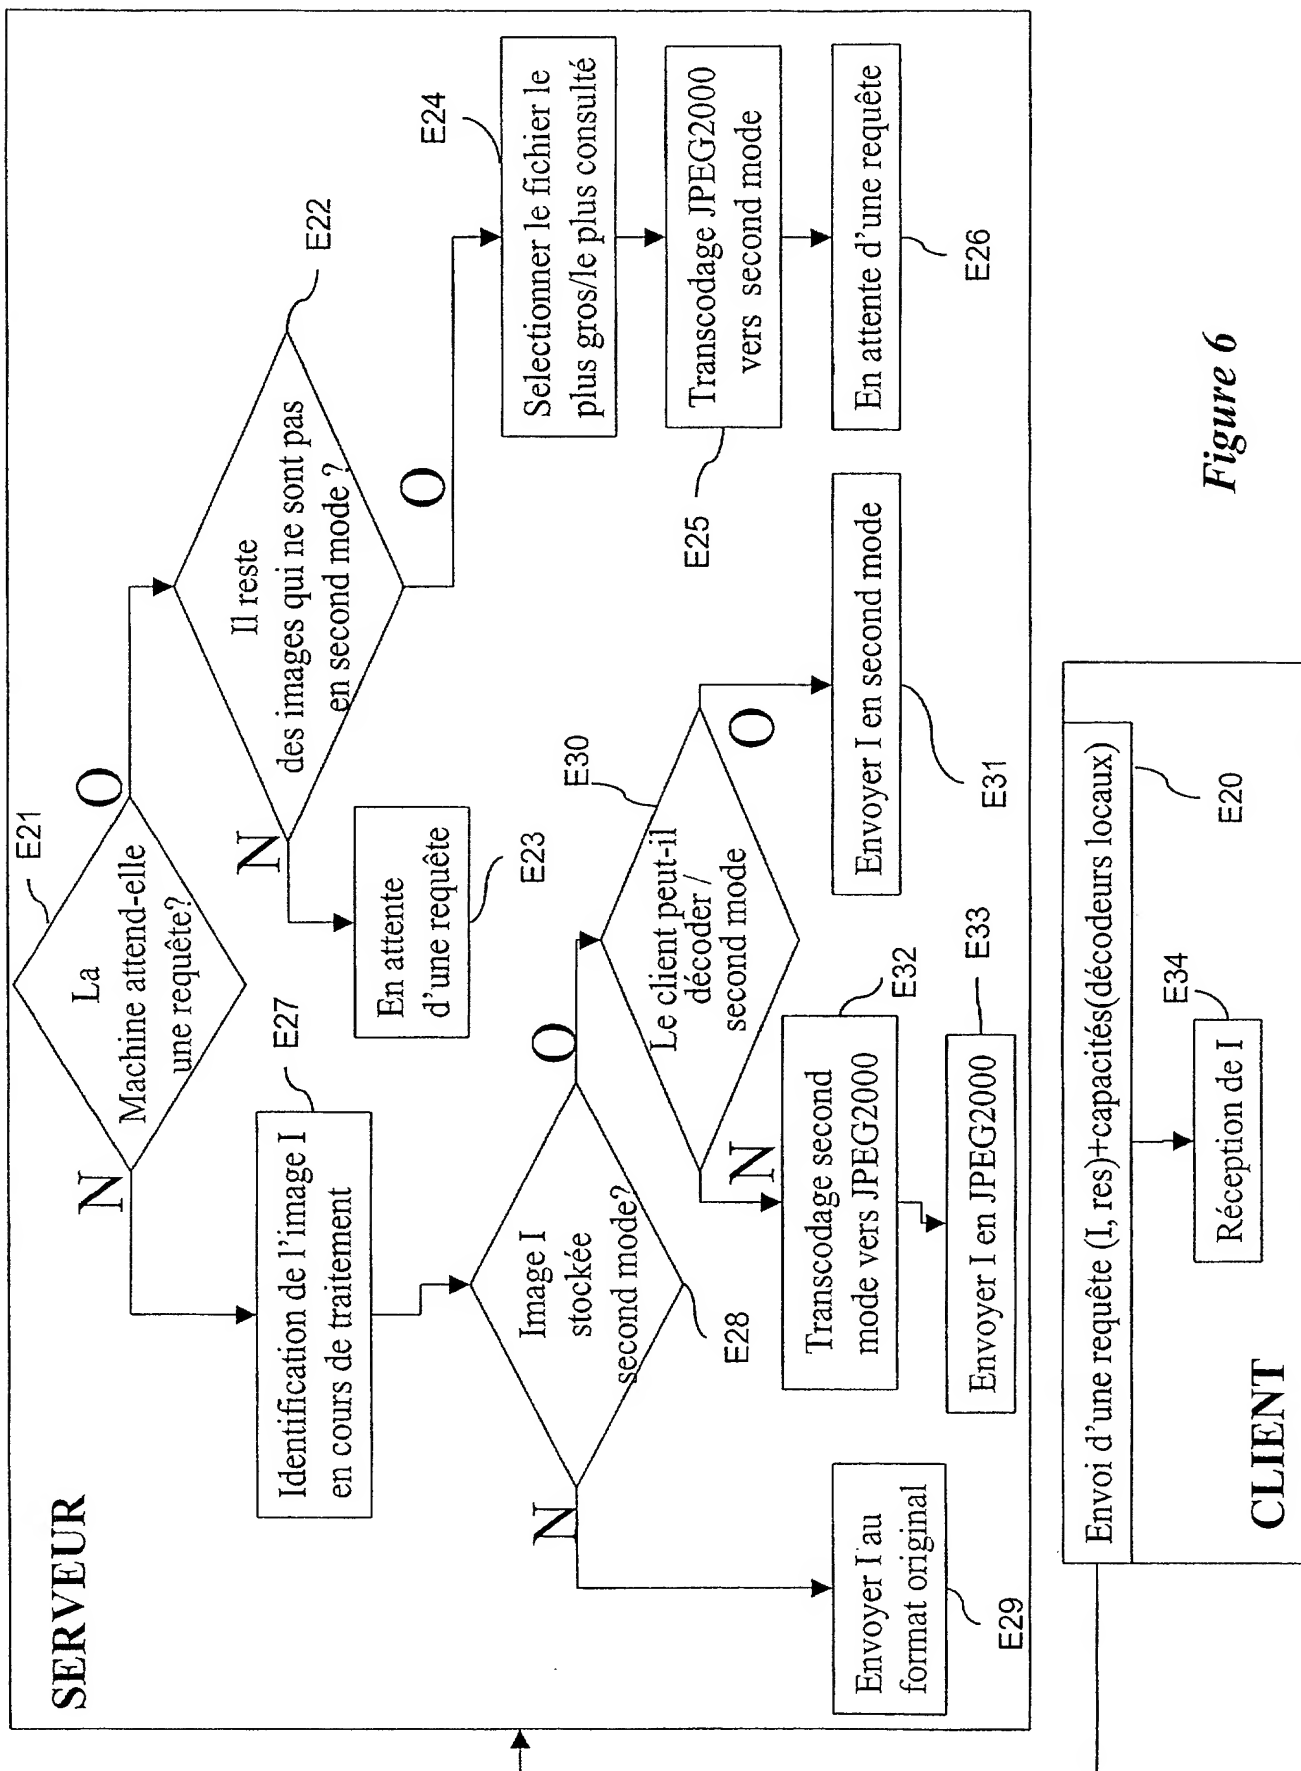 SERVEUR
E21
La
Machine attend-elle
une requête?
N
O
E22
Il reste
des images qui ne sont pas
en second mode ?
N
O
En attente
d'une requête
E23
E24
Selectionner le fichier le
plus gros/le plus consulté
Transcodage JPEG2000
vers second mode
E25
En attente d'une requête
E26
E27
Identification de l'image I
en cours de traitement
Image I
stockée
second mode?
E28
N
O
Envoyer I au
format original
E29
E30
Le client peut-il
décoder /
second mode
N
O
Envoyer I en second mode
E31
Transcodage second
mode vers JPEG2000
E32
Envoyer I en JPEG2000
E33
CLIENT
Envoi d'une requête (I, res)+capacités(décodeurs locaux)
E20
Réception de I
E34
Figure 6